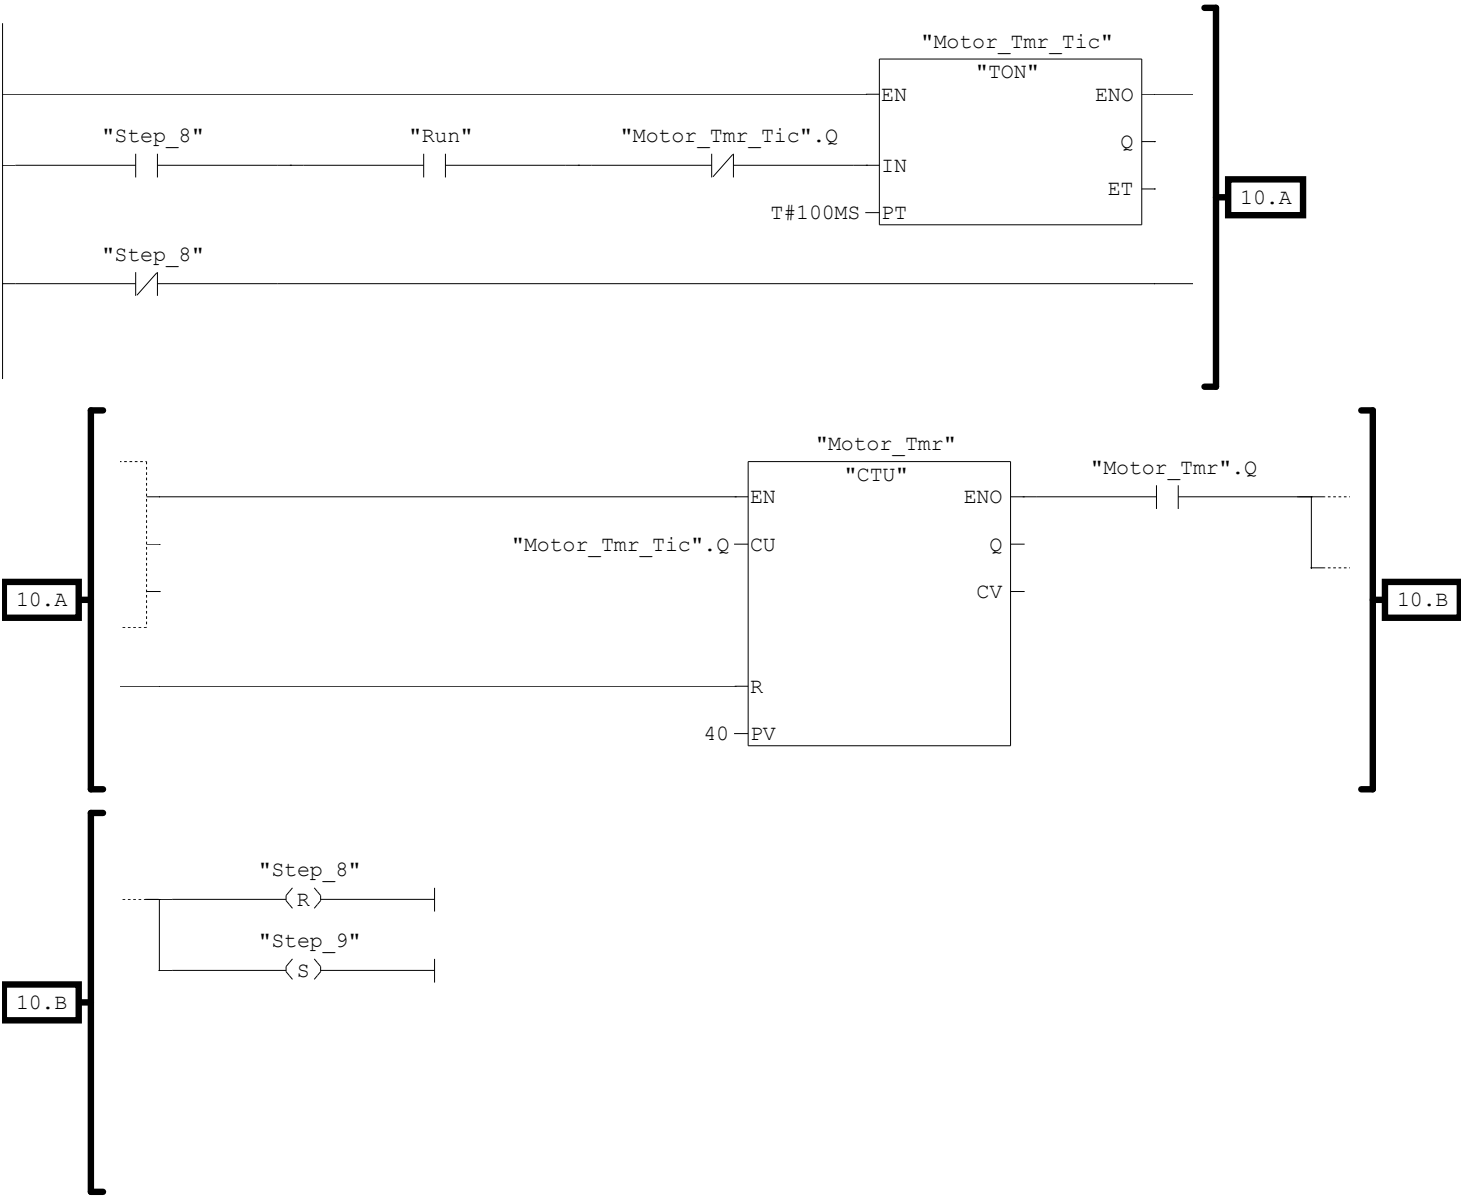 "Motor_Tmr_Tic"
"TON"
EN ENO
"Step_8" "Run" "Motor_Tmr_Tic".Q
Q
IN
ET
T#100MS PT
10.A
"Step_8"
"Motor_Tmr"
"CTU"
"Motor_Tmr".Q
EN ENO
"Motor_Tmr_Tic".Q CU Q
CV
10.A
10.B
R
40 PV
"Step_8"
R
"Step_9"
S
10.B